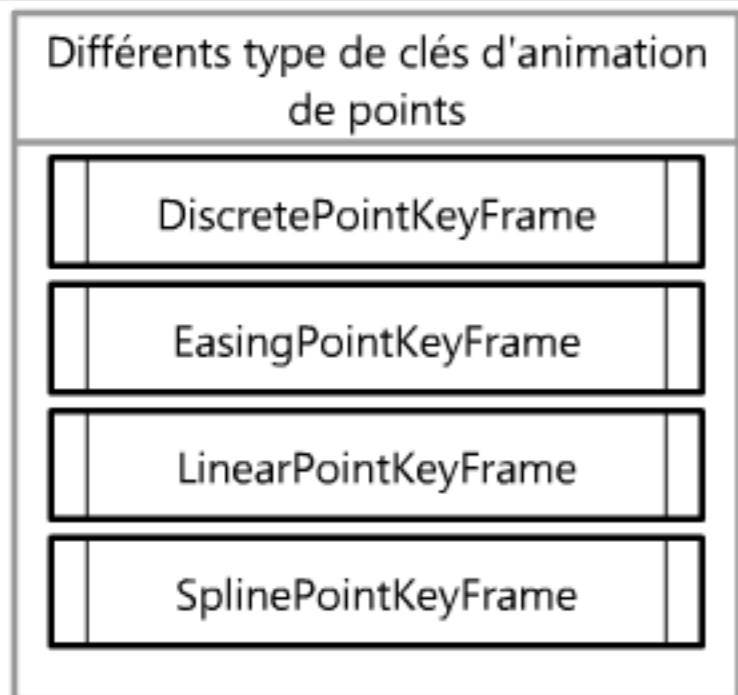 Différents type de clés d'animation
de points
DiscretePointKeyFrame
EasingPointKeyFrame
LinearPointKeyFrame
SplinePointKeyFrame